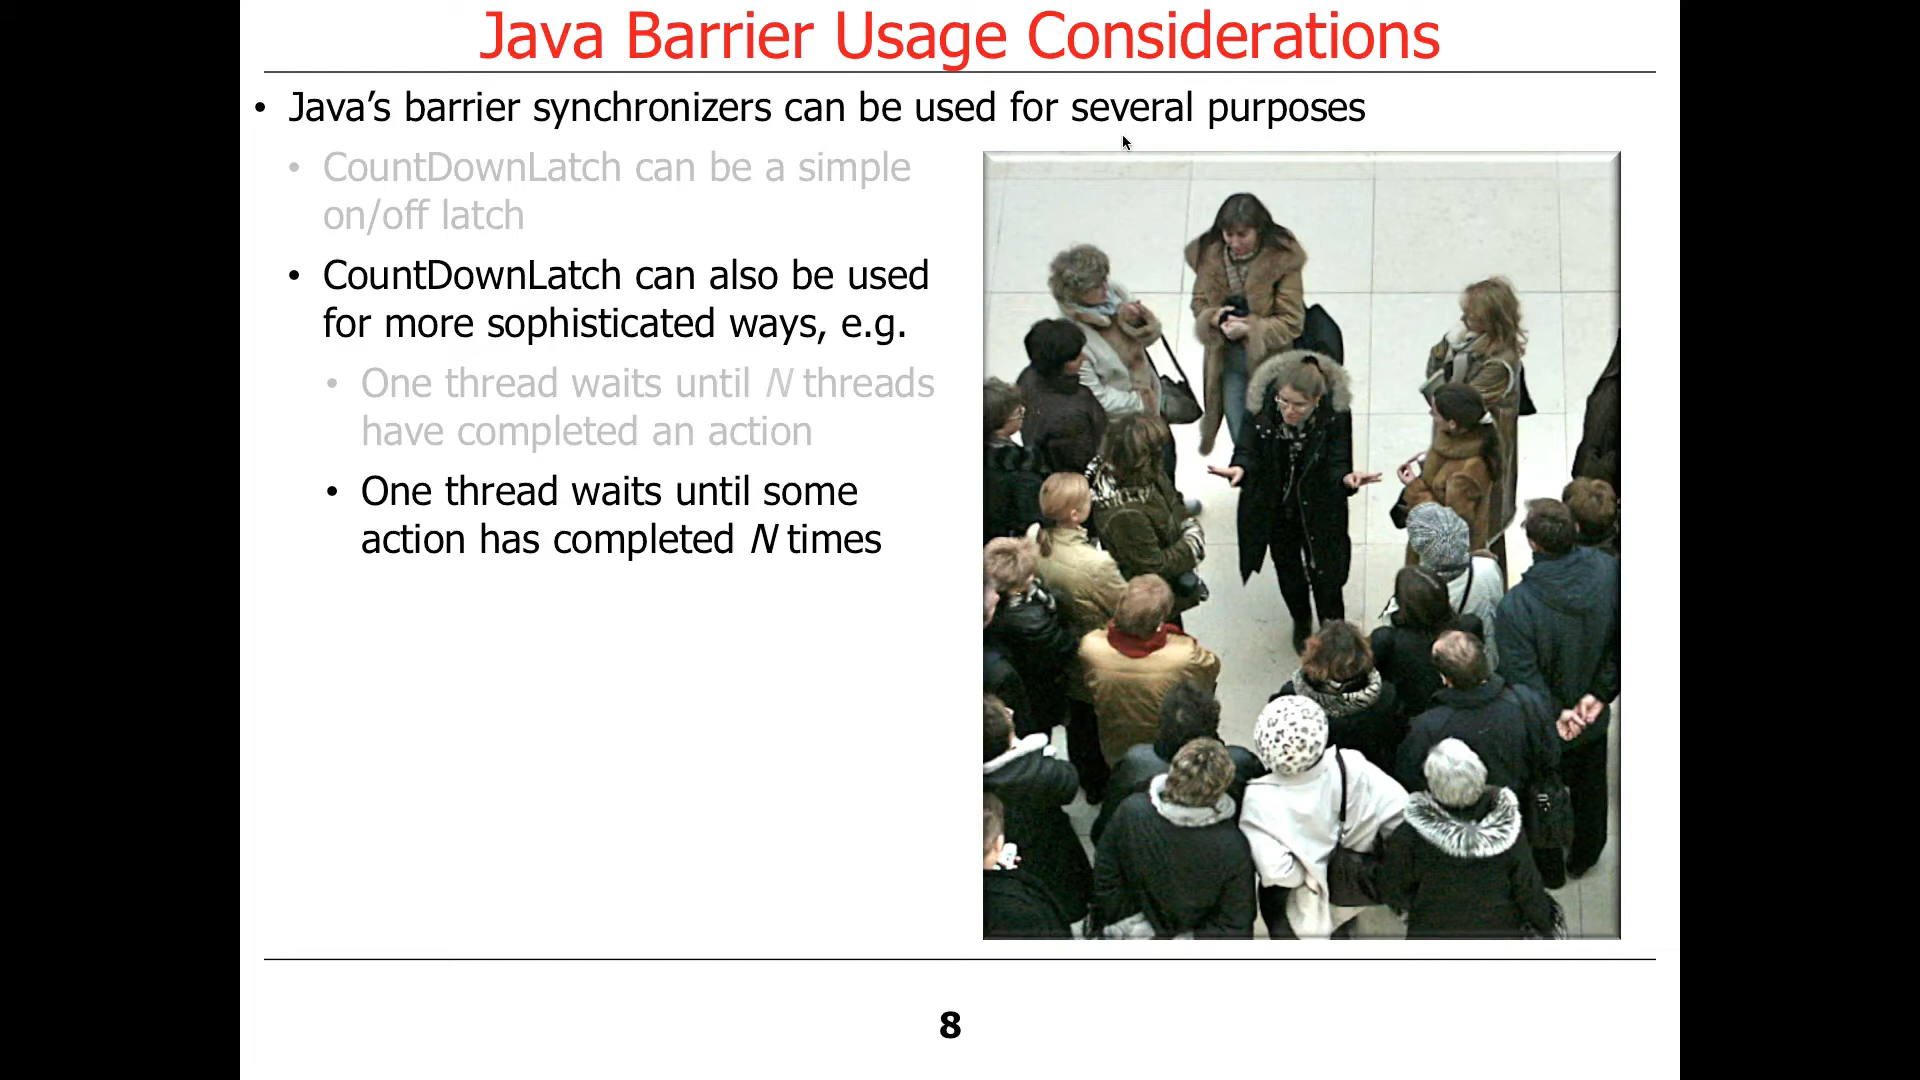 Java Barrier Usage Considerations
• Java’s barrier synchronizers can be used for several purposes
• CountDownLatch can be a simple
on/off latch
• CountDownLatch can also be used
for more sophisticated ways, e.g.
• One thread waits until N threads
have completed an action
• One thread waits until some
action has completed N times
8